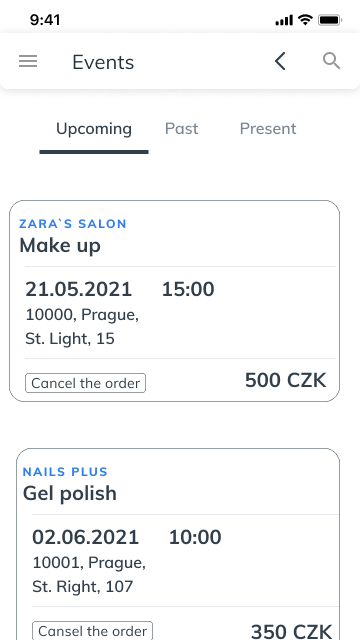 9:41
Events
Upcoming Past Present
ZARA`S SALON
Make up
21.05.2021 15:00
10000, Prague,
St. Light, 15
Cancel the order 500 CZK
NAILS PLUS
Gel polish
02.06.2021 10:00
10001, Prague,
St. Right, 107
Cansel the order 350 CZK